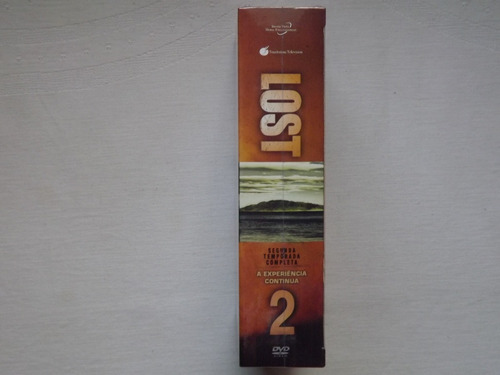 LOST
SEGUNDA
TEMPORADA
COMPLETA
A EXPERIÊNCIA
CONTINUA
2
DVD